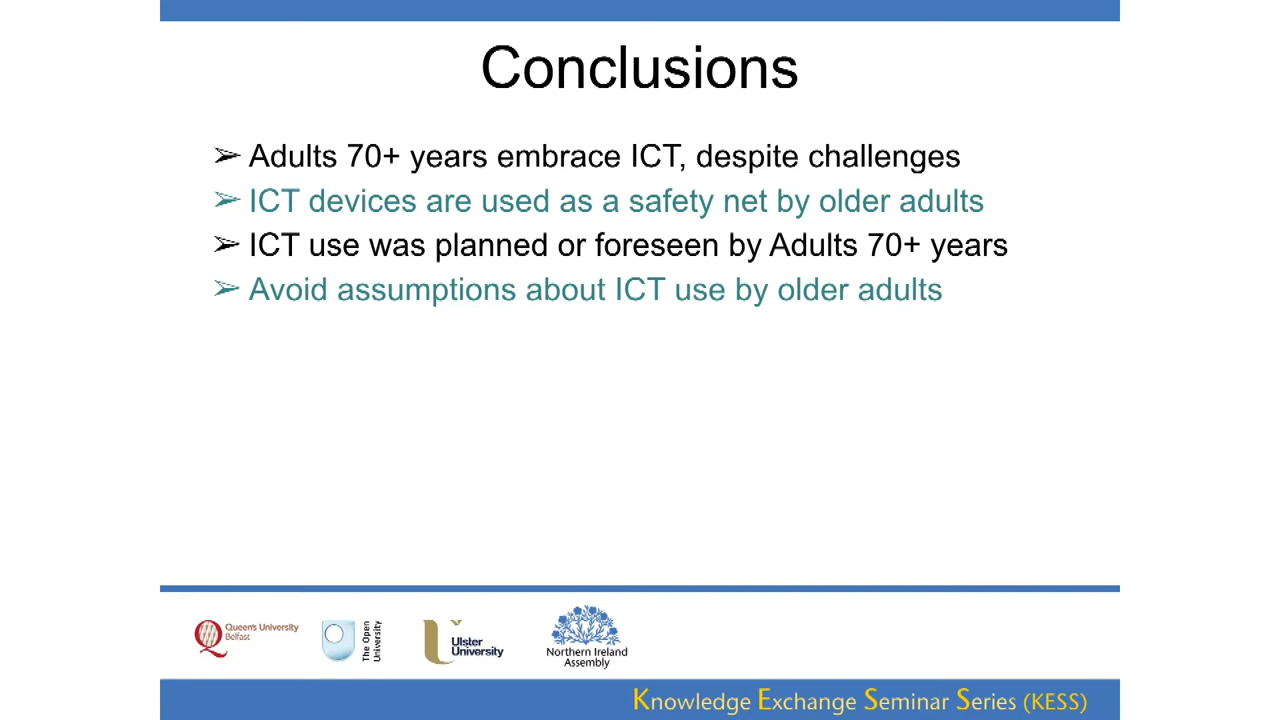 Conclusions
➢ Adults 70+ years embrace ICT, despite challenges
➢ ICT devices are used as a safety net by older adults
➢ ICT use was planned or foreseen by Adults 70+ years
➢ Avoid assumptions about ICT use by older adults
Queen's University
Belfast
The Open
University
Ulster
University
Northern Ireland
Assembly
Knowledge Exchange Seminar Series (KESS)